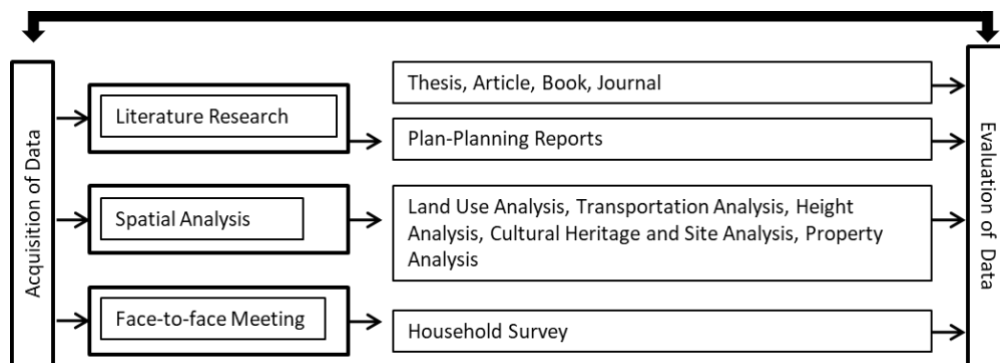 Acquisition of Data
Literature Research
Spatial Analysis
Face-to-face Meeting
Thesis, Article, Book, Journal
Plan-Planning Reports
Land Use Analysis, Transportation Analysis, Height
Analysis, Cultural Heritage and Site Analysis, Property
Analysis
Household Survey
Evaluation of Data